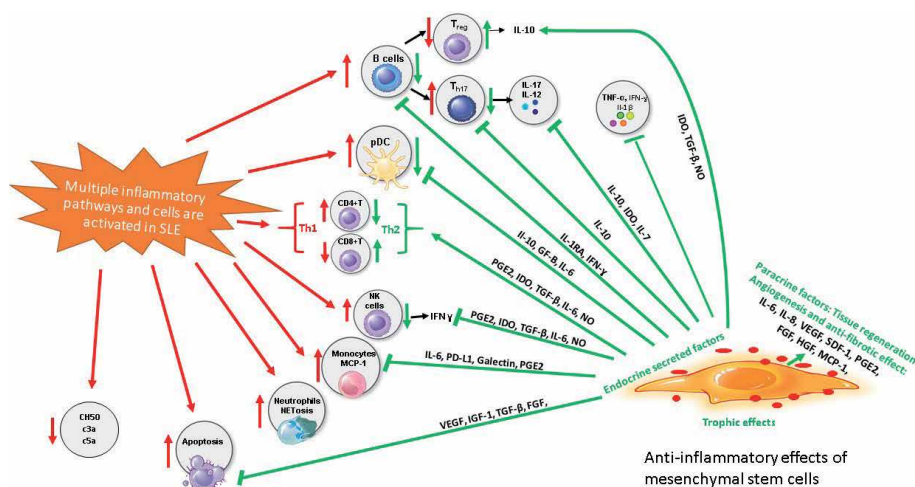 Treg
IL-10
B cells
Th17
IL-17
IL-12
TNF-α, IFN-γ
Il-1 β
IDO, TGF-β, NO
pDC
Multiple inflammatory
pathways and cells are
activated in SLE
Th1
CD4+T
CD8+T
Th2
IL-10, IDO, IL-7
IL-10
IL-1RA, IFN-γ
Il-10, GF-B, IL-6
PGE2, IDO, TGF-β, IL-6, NO
NK
cells
IFN γ
PGE2, IDO, TGF-β, IL-6, NO
Monocytes
MCP-1
IL-6, PD-L1, Galectin, PGE2
Neutrophils
NETosis
CH50
c3a
c5a
Apoptosis
VEGF, IGF-1, TGF-β, FGF,
Endocrine secreted factors
Paracrine factors: Tissue regeneration
Angiogenesis and anti-fibrotic effect:
IL-6, IL-8, VEGF, SDF-1, PGE2,
FGF, HGF, MCP-1,
Trophic effects
Anti-inflammatory effects of
mesenchymal stem cells